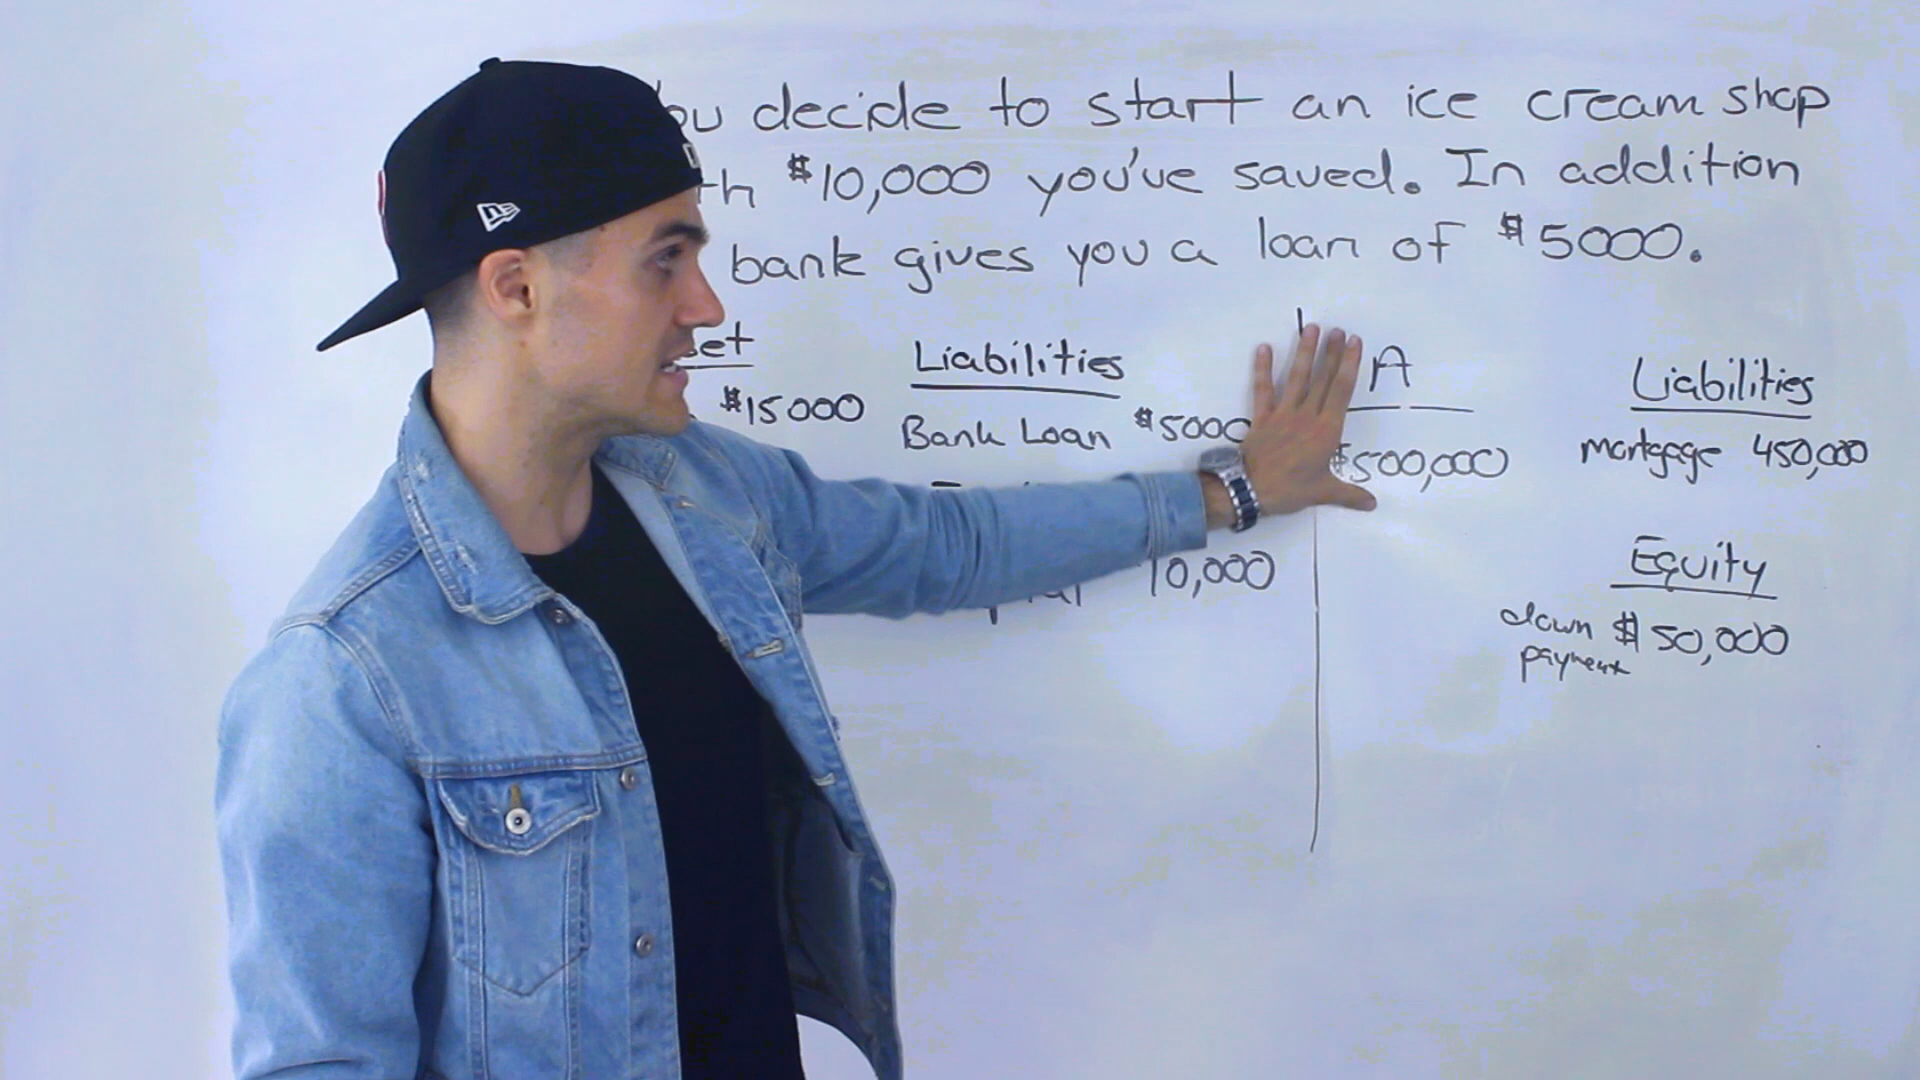 ou decide to start an ice cream shop
th $10,000 you've saved. In addition
bank gives you a loan of $5000.
set
$15000
Liabilities
Bank Loan $5000
10,000
A
$500,000
Liabilities
mortgage 450,000
Equity
down $50,000
payment